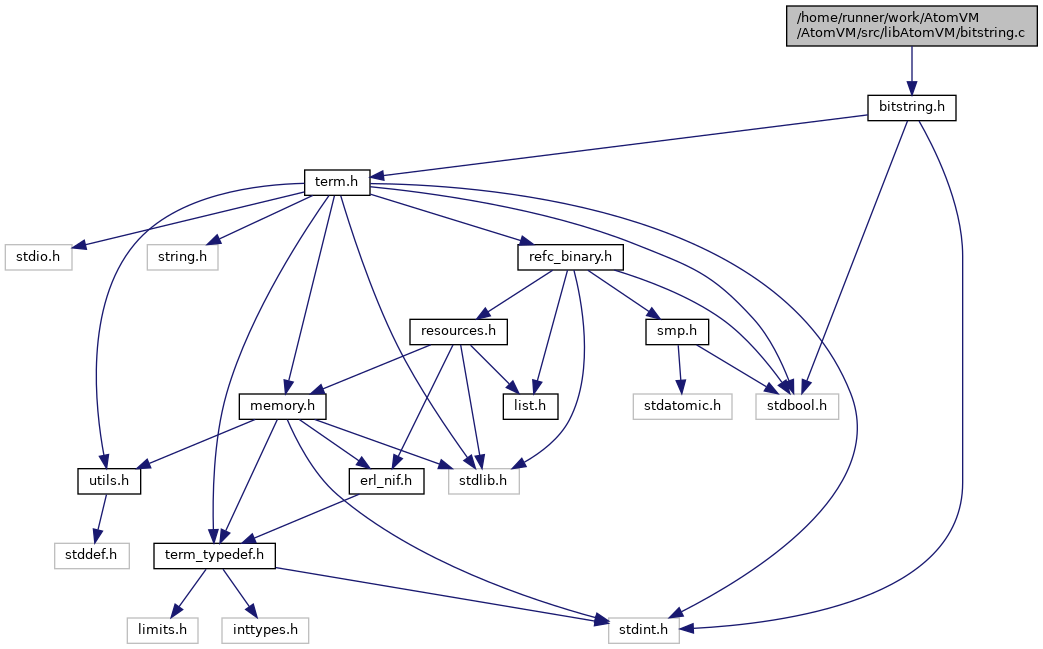 /home/runner/work/AtomVM
/AtomVM/src/libAtomVM/bitstring.c
bitstring.h
term.h
stdio.h
string.h
refc_binary.h
resources.h
smp.h
memory.h
list.h
stdatomic.h
stdbool.h
utils.h
erl_nif.h
stdlib.h
stddef.h
term_typedef.h
limits.h
inttypes.h
stdint.h